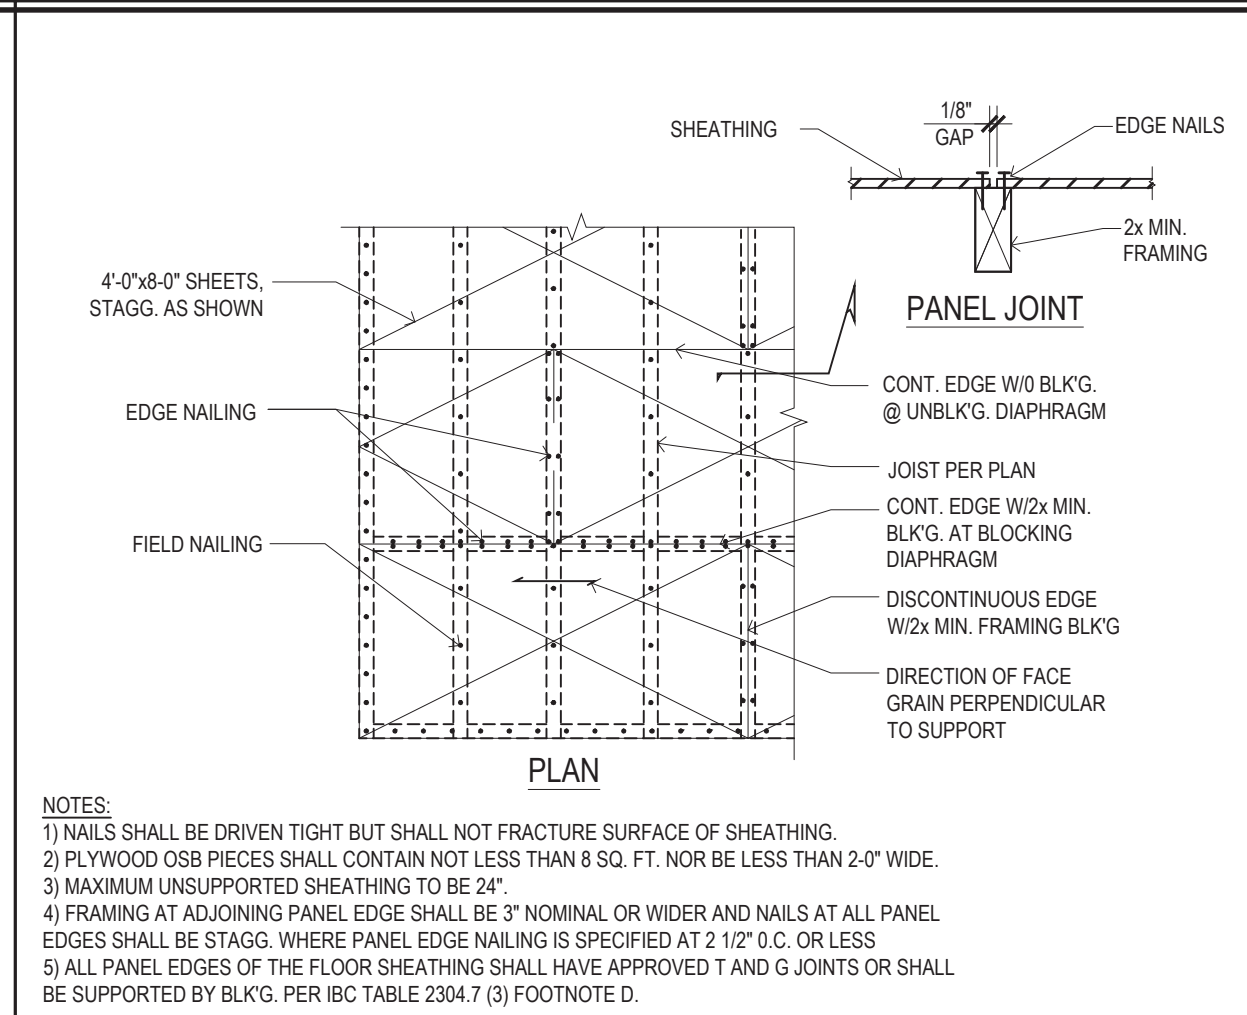 1/8"
GAP
SHEATHING
EDGE NAILS
2x MIN.
FRAMING
PANEL JOINT
4'-0"x8-0" SHEETS,
STAGG. AS SHOWN
EDGE NAILING
FIELD NAILING
CONT. EDGE W/0 BLK'G.
@ UNBLK'G. DIAPHRAGM
JOIST PER PLAN
CONT. EDGE W/2x MIN.
BLK'G. AT BLOCKING
DIAPHRAGM
DISCONTINUOUS EDGE
W/2x MIN. FRAMING BLK'G
DIRECTION OF FACE
GRAIN PERPENDICULAR
TO SUPPORT
PLAN
NOTES:
1) NAILS SHALL BE DRIVEN TIGHT BUT SHALL NOT FRACTURE SURFACE OF SHEATHING.
2) PLYWOOD OSB PIECES SHALL CONTAIN NOT LESS THAN 8 SQ. FT. NOR BE LESS THAN 2-0" WIDE.
3) MAXIMUM UNSUPPORTED SHEATHING TO BE 24".
4) FRAMING AT ADJOINING PANEL EDGE SHALL BE 3" NOMINAL OR WIDER AND NAILS AT ALL PANEL
EDGES SHALL BE STAGG. WHERE PANEL EDGE NAILING IS SPECIFIED AT 2 1/2" 0.C. OR LESS
5) ALL PANEL EDGES OF THE FLOOR SHEATHING SHALL HAVE APPROVED T AND G JOINTS OR SHALL
BE SUPPORTED BY BLK'G. PER IBC TABLE 2304.7 (3) FOOTNOTE D.